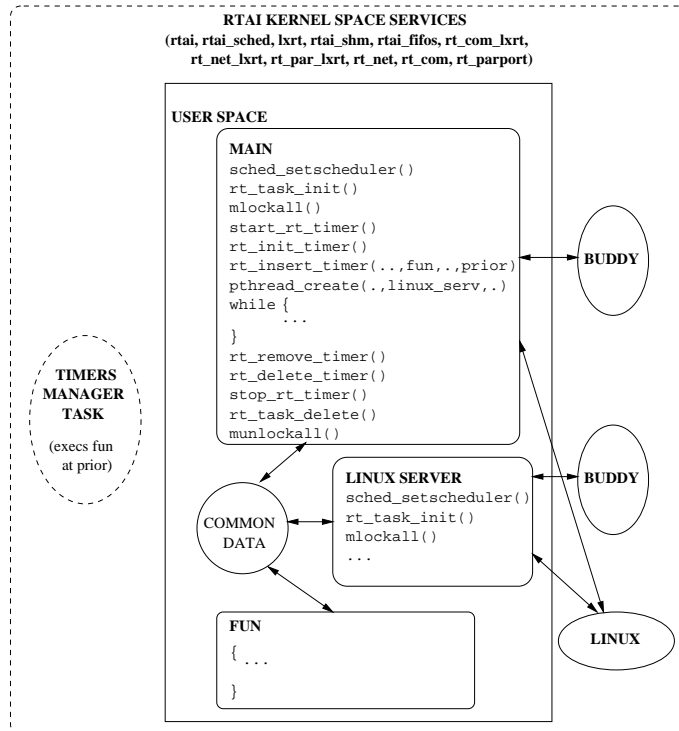 RTAI KERNEL SPACE SERVICES
(rtai, rtai_sched, lxrt, rtai_shm, rtai_fifos, rt_com_lxrt,
rt_net_lxrt, rt_par_lxrt, rt_net, rt_com, rt_parport)
USER SPACE
MAIN
sched_setscheduler()
rt_task_init()
mlockall()
start_rt_timer()
rt_init_timer()
rt_insert_timer(..,fun,.,prior)
pthread_create(.,linux_serv,.)
while {
...
}
rt_remove_timer()
rt_delete_timer()
stop_rt_timer()
rt_task_delete()
munlockall()
BUDDY
TIMERS
MANAGER
TASK
(execs fun
at prior)
LINUX SERVER
sched_setscheduler()
rt_task_init()
mlockall()
...
BUDDY
COMMON
DATA
FUN
{
...
}
LINUX